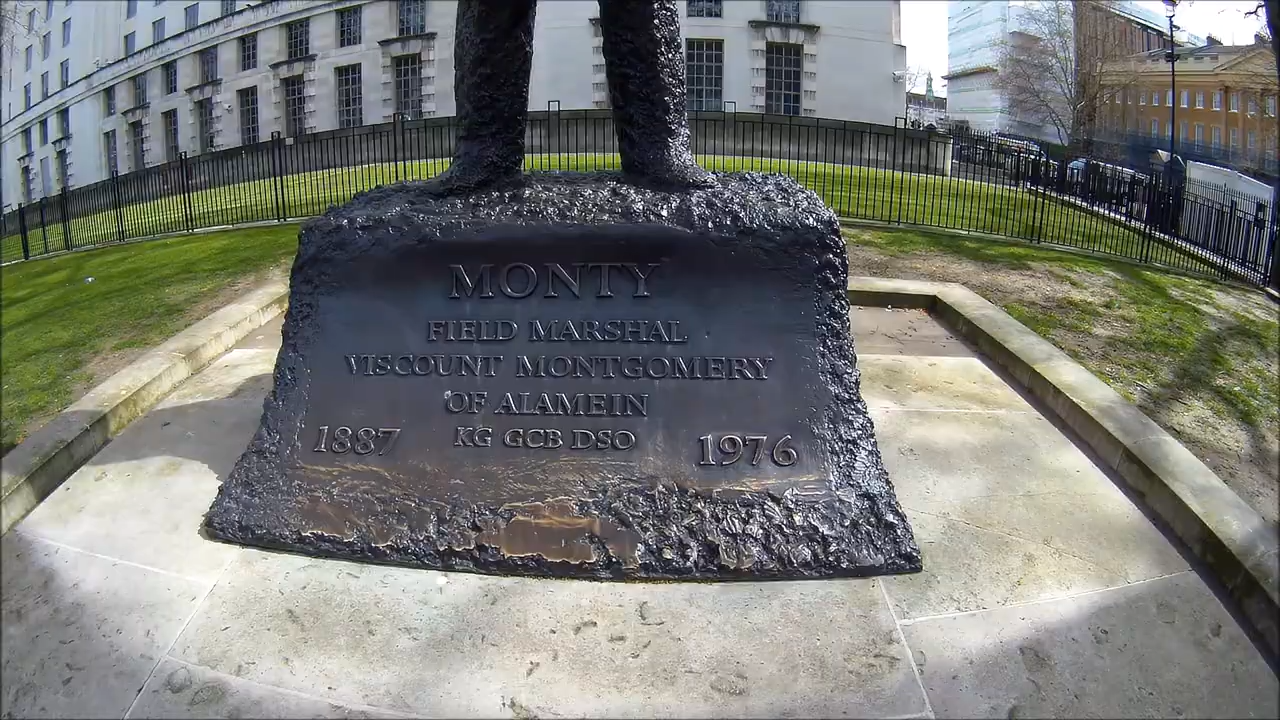 MONTY
FIELD MARSHAL
VISCOUNT MONTGOMERY
OF ALAMEIN
1887 KG GCB DSO 1976